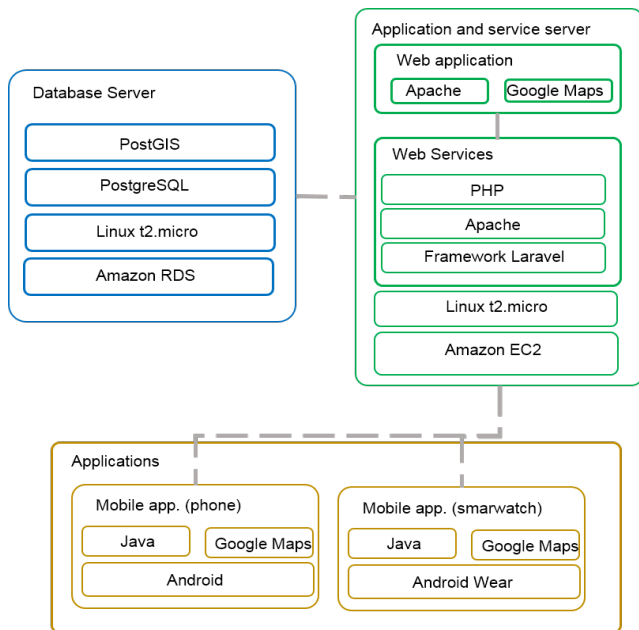 Application and service server
Web application
Apache
Google Maps
Database Server
PostGIS
PostgreSQL
Linux t2.micro
Amazon RDS
Web Services
PHP
Apache
Framework Laravel
Linux t2.micro
Amazon EC2
Applications
Mobile app. (phone)
Java
Google Maps
Android
Mobile app. (smarwatch)
Java
Google Maps
Android Wear